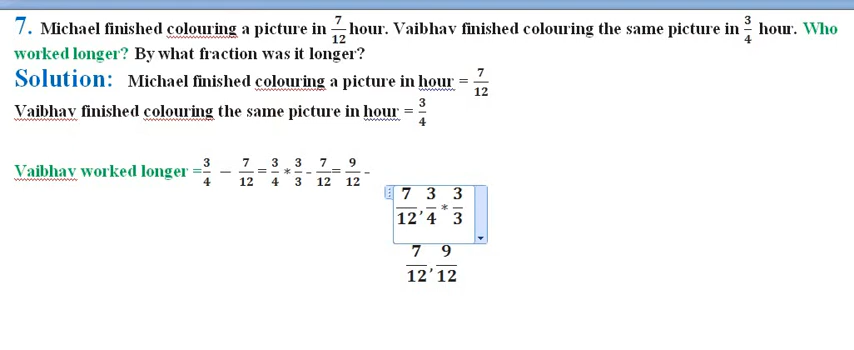 7. Michael finished colouring a picture in 7/12 hour. Vaibhav finished colouring the same picture in 3/4 hour. Who
worked longer? By what fraction was it longer?
Solution: Michael finished colouring a picture in hour = 7/12
Vaibhav finished colouring the same picture in hour = 3/4
Vaibhav worked longer = 3/4 - 7/12 = 3/4 * 3/3 - 7/12 = 9/12 -
7/12, 3/4 * 3/3
7/12, 9/12